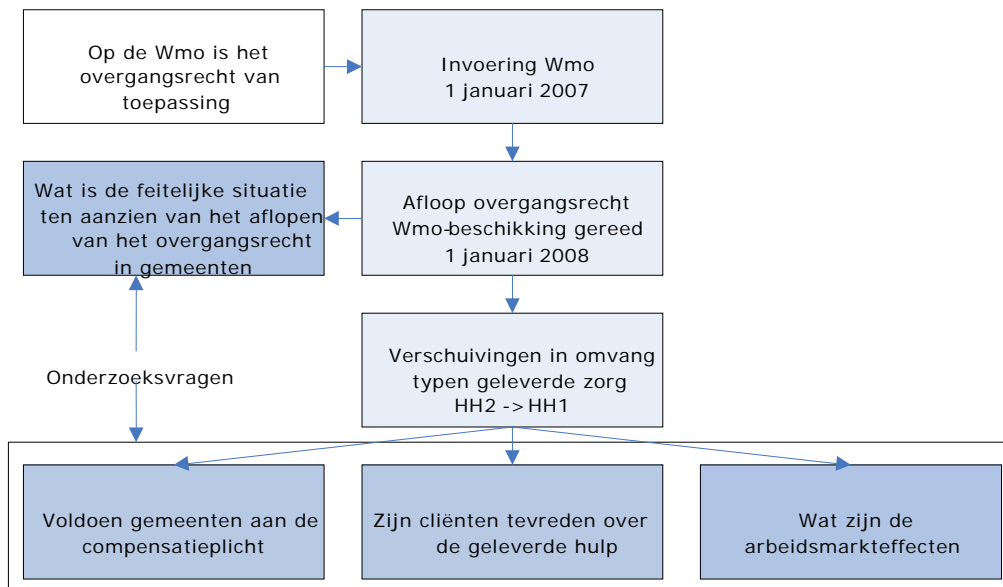 Op de Wmo is het
overgangsrecht van
toepassing
Invoering Wmo
1 januari 2007
Wat is de feitelijke situatie
ten aanzien van het aflopen
van het overgangsrecht
in gemeenten
Afloop overgangsrecht,
Wmo-beschikking gereed
1 januari 2008
Verschuivingen in omvang
typen geleverde zorg
HH2 -> HH1
Onderzoeksvragen
Voldoen gemeenten aan de
compensatieplicht
Zijn cliënten tevreden over
de geleverde hulp
Wat zijn de
arbeidsmarkteffecten